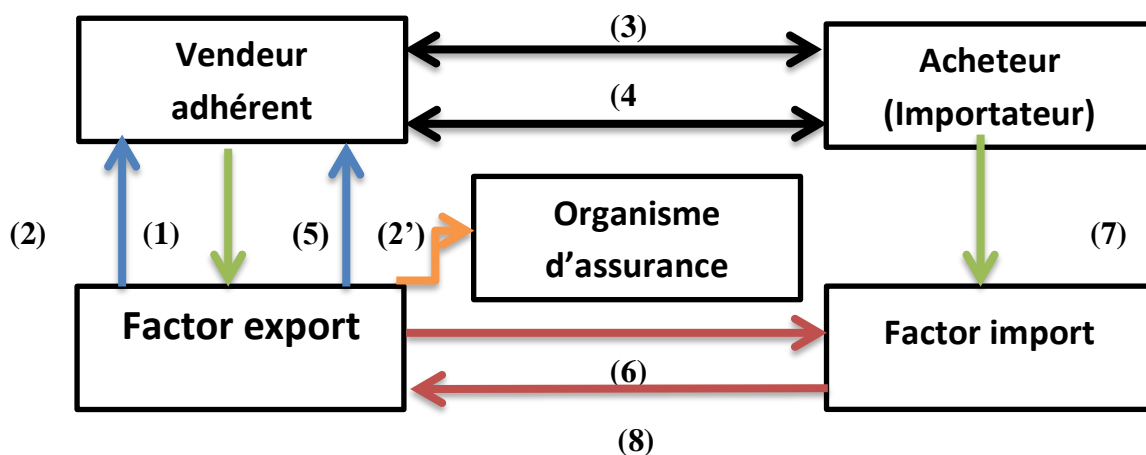 (3)
Vendeur
adhérent
Acheteur
(Importateur)
(4
Organisme
d’assurance
(2)
(1)
(5)
(2’)
(7)
Factor export
Factor import
(6)
(8)